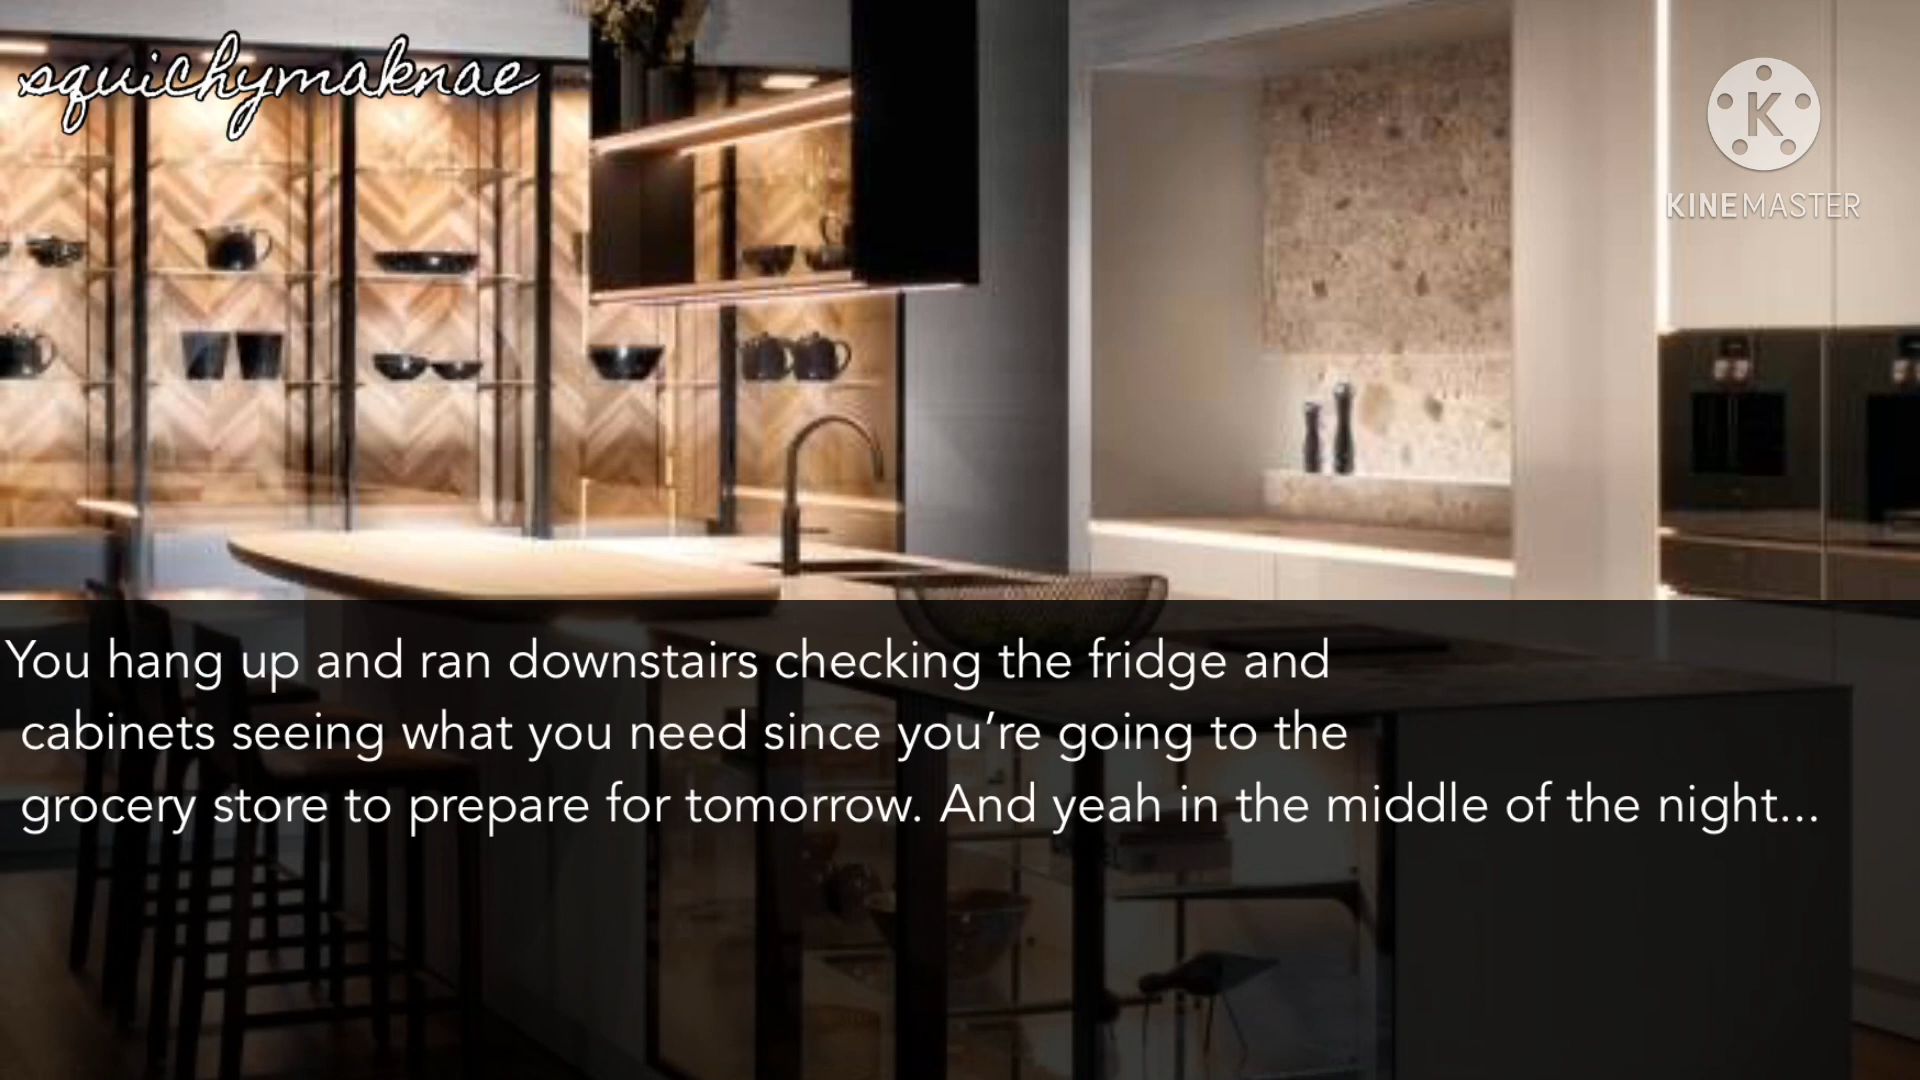 squichymaknae
K
KINEMASTER
You hang up and ran downstairs checking the fridge and
cabinets seeing what you need since you’re going to the
grocery store to prepare for tomorrow. And yeah in the middle of the night...